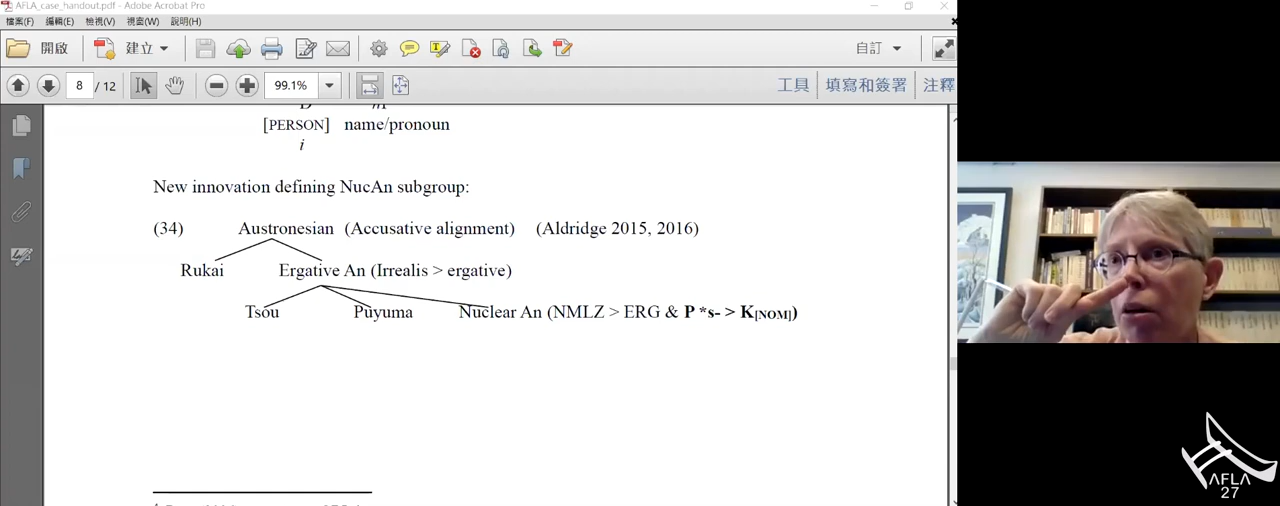 AFLA_case_handout.pdf - Adobe Acrobat Pro
檔案(F) 編輯(E) 檢視(V) 視窗(W) 說明(H)
開啟 建立 自訂
8 / 12 99.1% 工具 填寫和簽署 注釋
[PERSON] name/pronoun
i
New innovation defining NucAn subgroup:
(34) Austronesian (Accusative alignment) (Aldridge 2015, 2016)
Rukai Ergative An (Irrealis > ergative)
Tsou Puyuma Nuclear An (NMLZ > ERG & P *s- > K[NOM])
AFLA
27